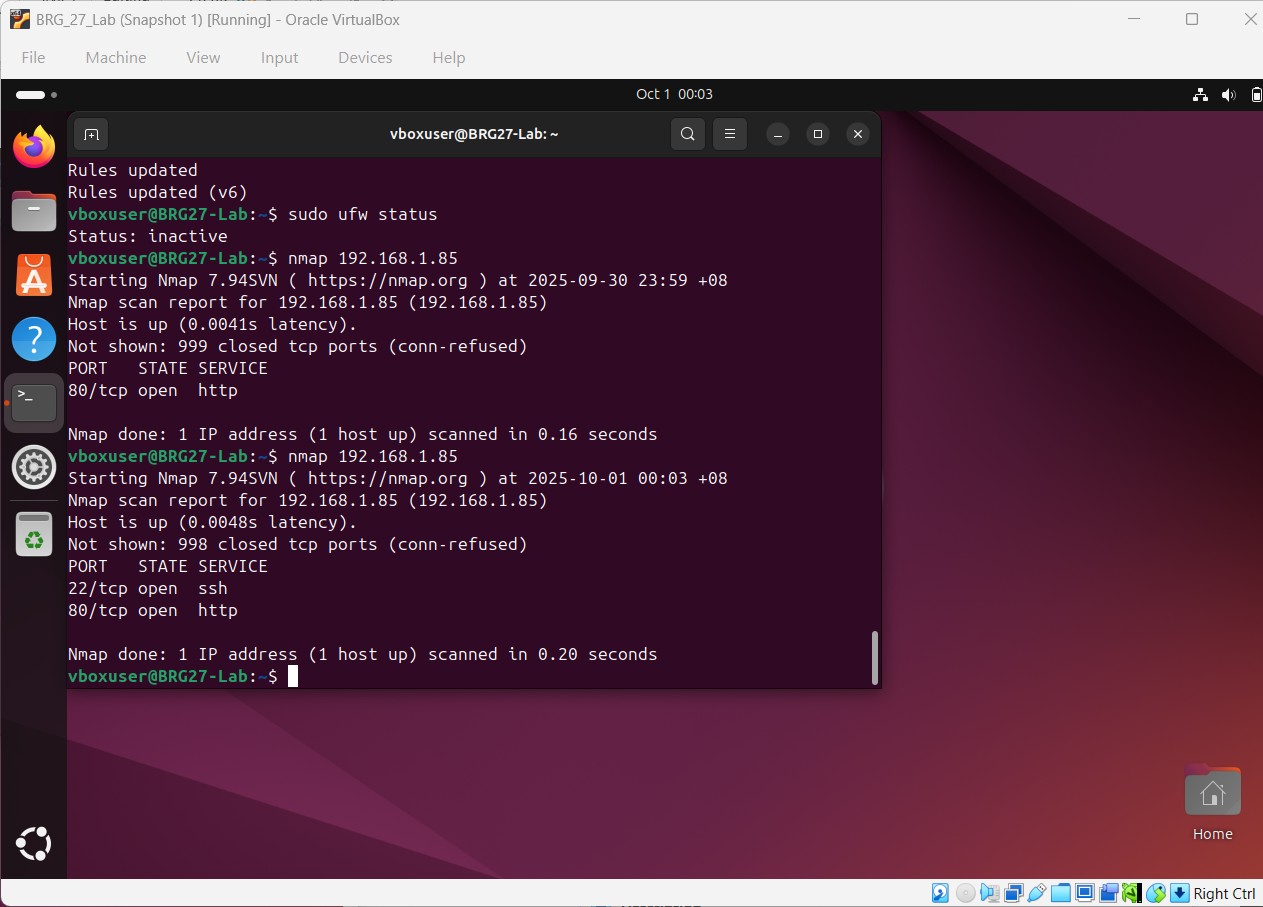 BRG_27_Lab (Snapshot 1) [Running] - Oracle VirtualBox
File Machine View Input Devices Help
Oct 1 00:03
vboxuser@BRG27-Lab: ~
Rules updated
Rules updated (v6)
vboxuser@BRG27-Lab:~$ sudo ufw status
Status: inactive
vboxuser@BRG27-Lab:~$ nmap 192.168.1.85
Starting Nmap 7.94SVN ( https://nmap.org ) at 2025-09-30 23:59 +08
Nmap scan report for 192.168.1.85 (192.168.1.85)
Host is up (0.0041s latency).
Not shown: 999 closed tcp ports (conn-refused)
PORT   STATE SERVICE
80/tcp open  http
Nmap done: 1 IP address (1 host up) scanned in 0.16 seconds
vboxuser@BRG27-Lab:~$ nmap 192.168.1.85
Starting Nmap 7.94SVN ( https://nmap.org ) at 2025-10-01 00:03 +08
Nmap scan report for 192.168.1.85 (192.168.1.85)
Host is up (0.0048s latency).
Not shown: 998 closed tcp ports (conn-refused)
PORT   STATE SERVICE
22/tcp open  ssh
80/tcp open  http
Nmap done: 1 IP address (1 host up) scanned in 0.20 seconds
vboxuser@BRG27-Lab:~$
Home
Right Ctrl